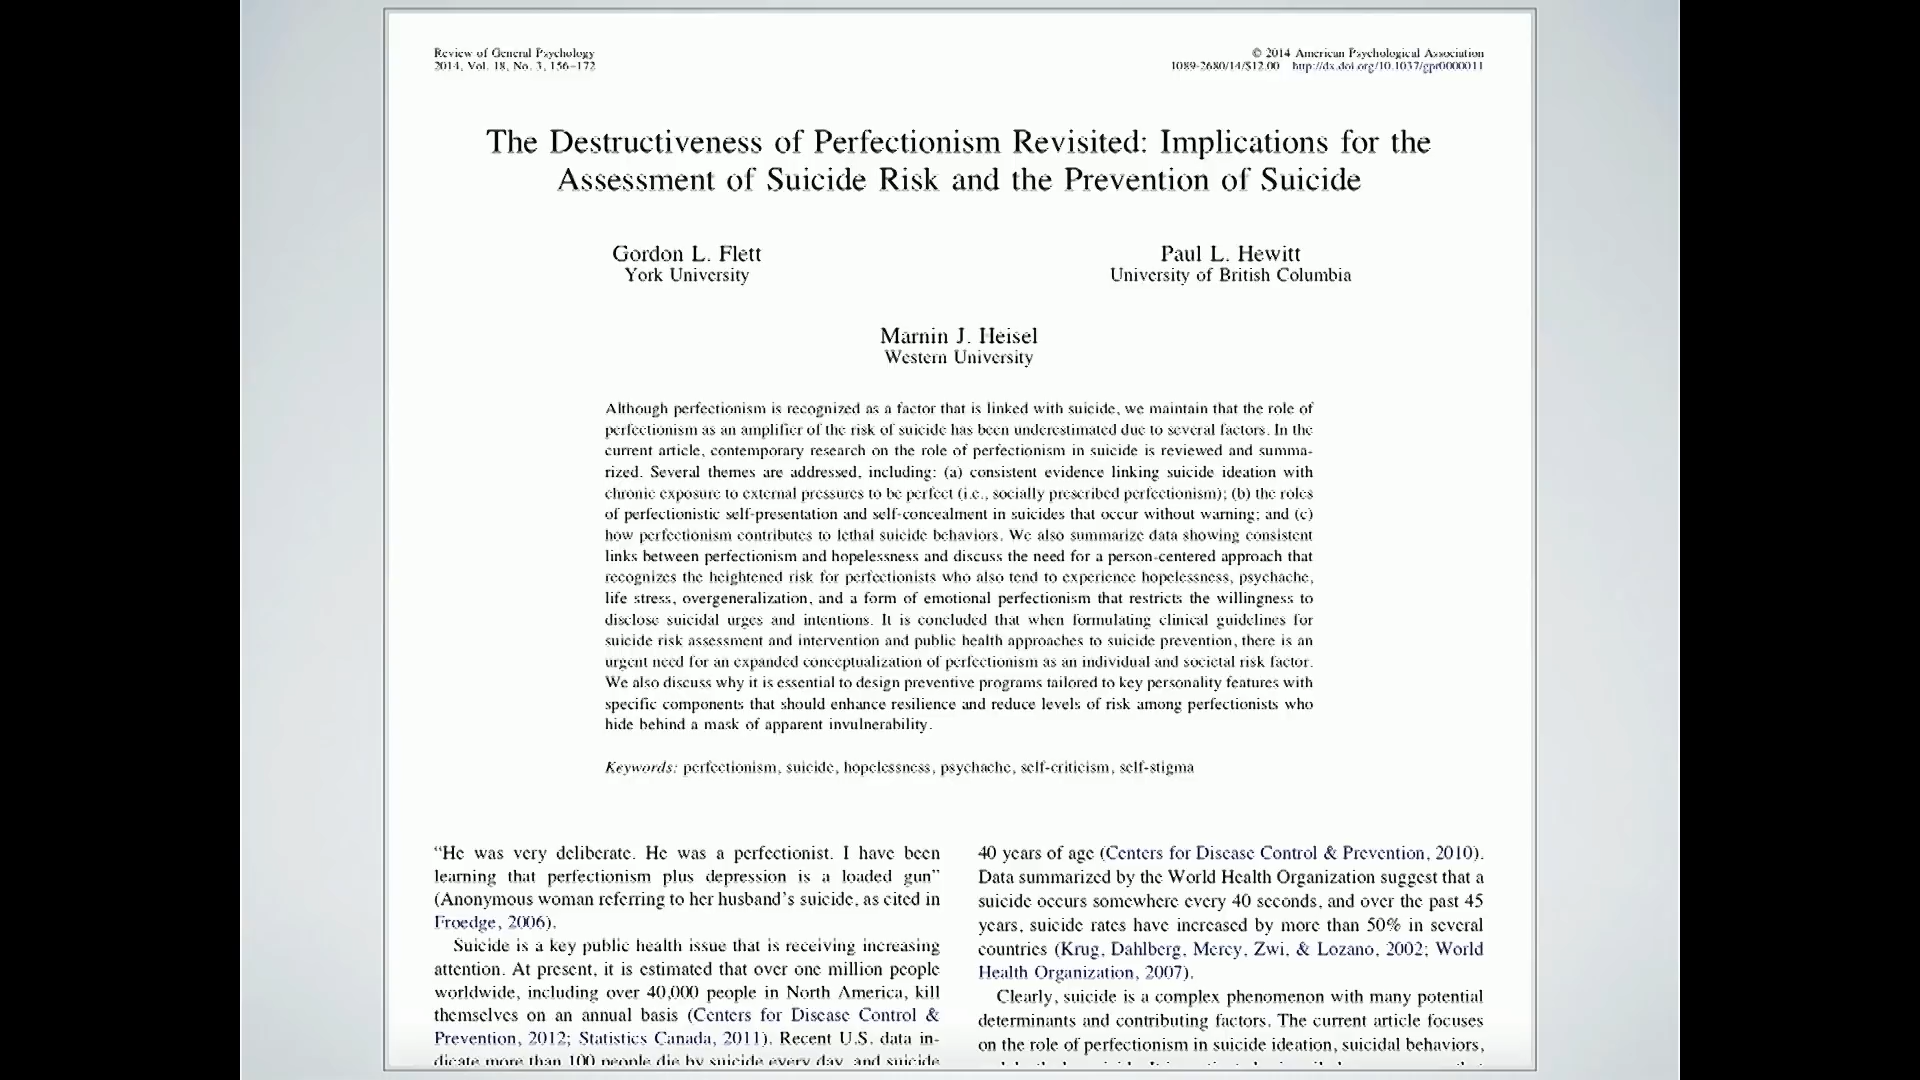 Review of General Psychology
2014, Vol. 18, No. 3, 156–172
© 2014 American Psychological Association
1089-2680/14/$12.00 http://dx.doi.org/10.1037/gpr0000011
The Destructiveness of Perfectionism Revisited: Implications for the
Assessment of Suicide Risk and the Prevention of Suicide
Gordon L. Flett
York University
Paul L. Hewitt
University of British Columbia
Marnin J. Heisel
Western University
Although perfectionism is recognized as a factor that is linked with suicide, we maintain that the role of
perfectionism as an amplifier of the risk of suicide has been underestimated due to several factors. In the
current article, contemporary research on the role of perfectionism in suicide is reviewed and summa-
rized. Several themes are addressed, including: (a) consistent evidence linking suicide ideation with
chronic exposure to external pressures to be perfect (i.e., socially prescribed perfectionism); (b) the roles
of perfectionistic self-presentation and self-concealment in suicides that occur without warning; and (c)
how perfectionism contributes to lethal suicide behaviors. We also summarize data showing consistent
links between perfectionism and hopelessness and discuss the need for a person-centered approach that
recognizes the heightened risk for perfectionists who also tend to experience hopelessness, psychache,
life stress, overgeneralization, and a form of emotional perfectionism that restricts the willingness to
disclose suicidal urges and intentions. It is concluded that when formulating clinical guidelines for
suicide risk assessment and intervention and public health approaches to suicide prevention, there is an
urgent need for an expanded conceptualization of perfectionism as an individual and societal risk factor.
We also discuss why it is essential to design preventive programs tailored to key personality features with
specific components that should enhance resilience and reduce levels of risk among perfectionists who
hide behind a mask of apparent invulnerability.
Keywords: perfectionism, suicide, hopelessness, psychache, self-criticism, self-stigma
“He was very deliberate. He was a perfectionist. I have been
learning that perfectionism plus depression is a loaded gun”
(Anonymous woman referring to her husband’s suicide, as cited in
Froedge, 2006).
Suicide is a key public health issue that is receiving increasing
attention. At present, it is estimated that over one million people
worldwide, including over 40,000 people in North America, kill
themselves on an annual basis (Centers for Disease Control &
Prevention, 2012; Statistics Canada, 2011). Recent U.S. data in-
dicate more than 100 people die by suicide every day, and suicide
40 years of age (Centers for Disease Control & Prevention, 2010).
Data summarized by the World Health Organization suggest that a
suicide occurs somewhere every 40 seconds, and over the past 45
years, suicide rates have increased by more than 50% in several
countries (Krug, Dahlberg, Mercy, Zwi, & Lozano, 2002; World
Health Organization, 2007).
Clearly, suicide is a complex phenomenon with many potential
determinants and contributing factors. The current article focuses
on the role of perfectionism in suicide ideation, suicidal behaviors,